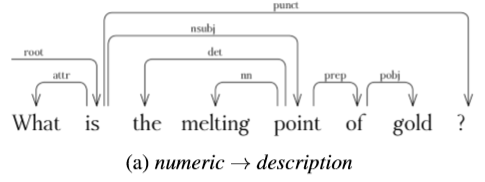 punct
nsubj
root det
attr nn prep pobj
What is the melting point of gold ?
(a) numeric → description